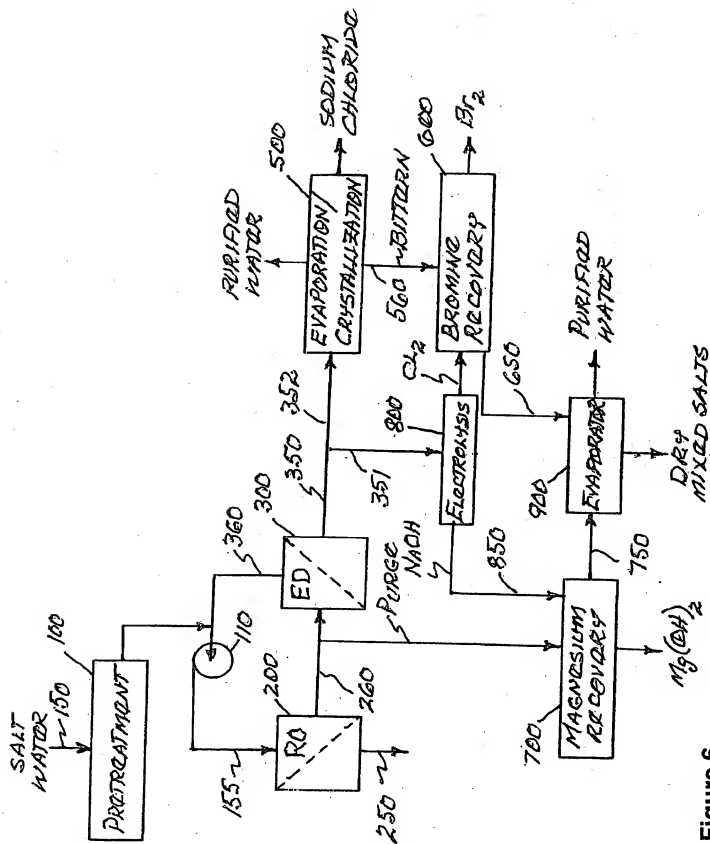 SALT
WATER
150
PRETREATMENT
100
110
155
RO
200
250
260
360
ED
300
350
351
352
PURIFIED
WATER
EVAPORATION/
CRYSTALLIZATION
500
SODIUM
CHLORIDE
560
BITTERN
BROMINE
RECOVERY
600
Br2
CL2
ELECTROLYSIS
800
PURGE
NAOH
850
650
MAGNESIUM
RECOVERY
700
Mg(OH)2
750
EVAPORATOR
900
PURIFIED
WATER
DRY
MIXED SALTS
Figure 6